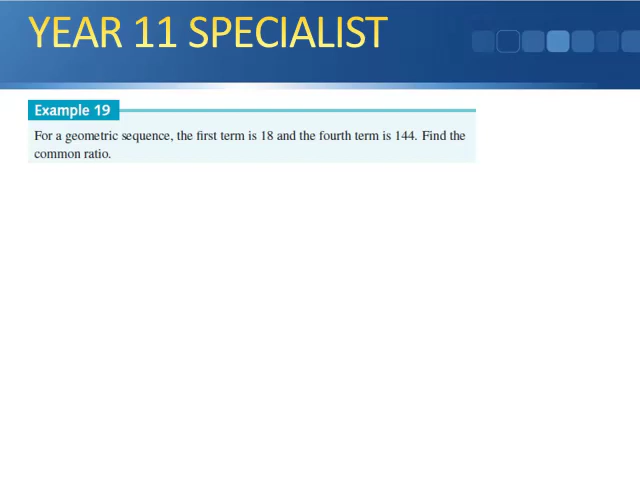 YEAR 11 SPECIALIST
Example 19
For a geometric sequence, the first term is 18 and the fourth term is 144. Find the
common ratio.